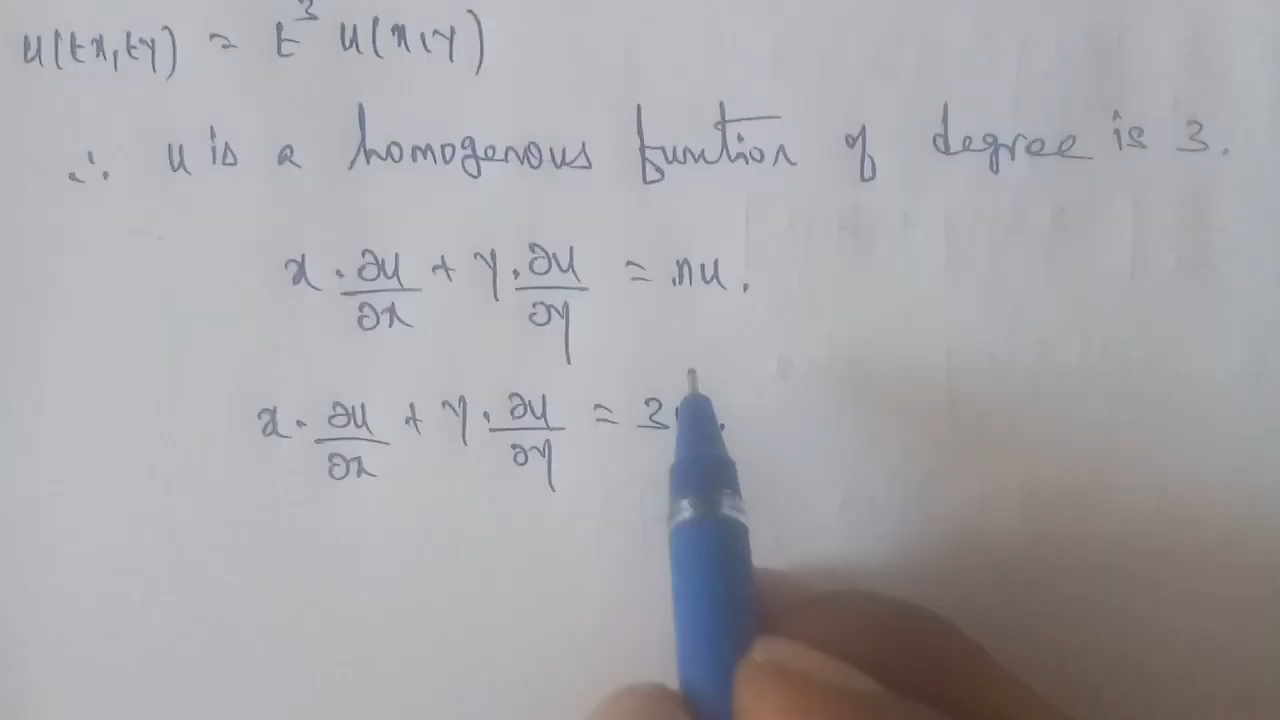 u(tx, ty) = t³ u(x, y)
∴ u is a homogenous function of degree is 3.
x · ∂u/∂x + y · ∂u/∂y = nu.
x · ∂u/∂x + y · ∂u/∂y = 3